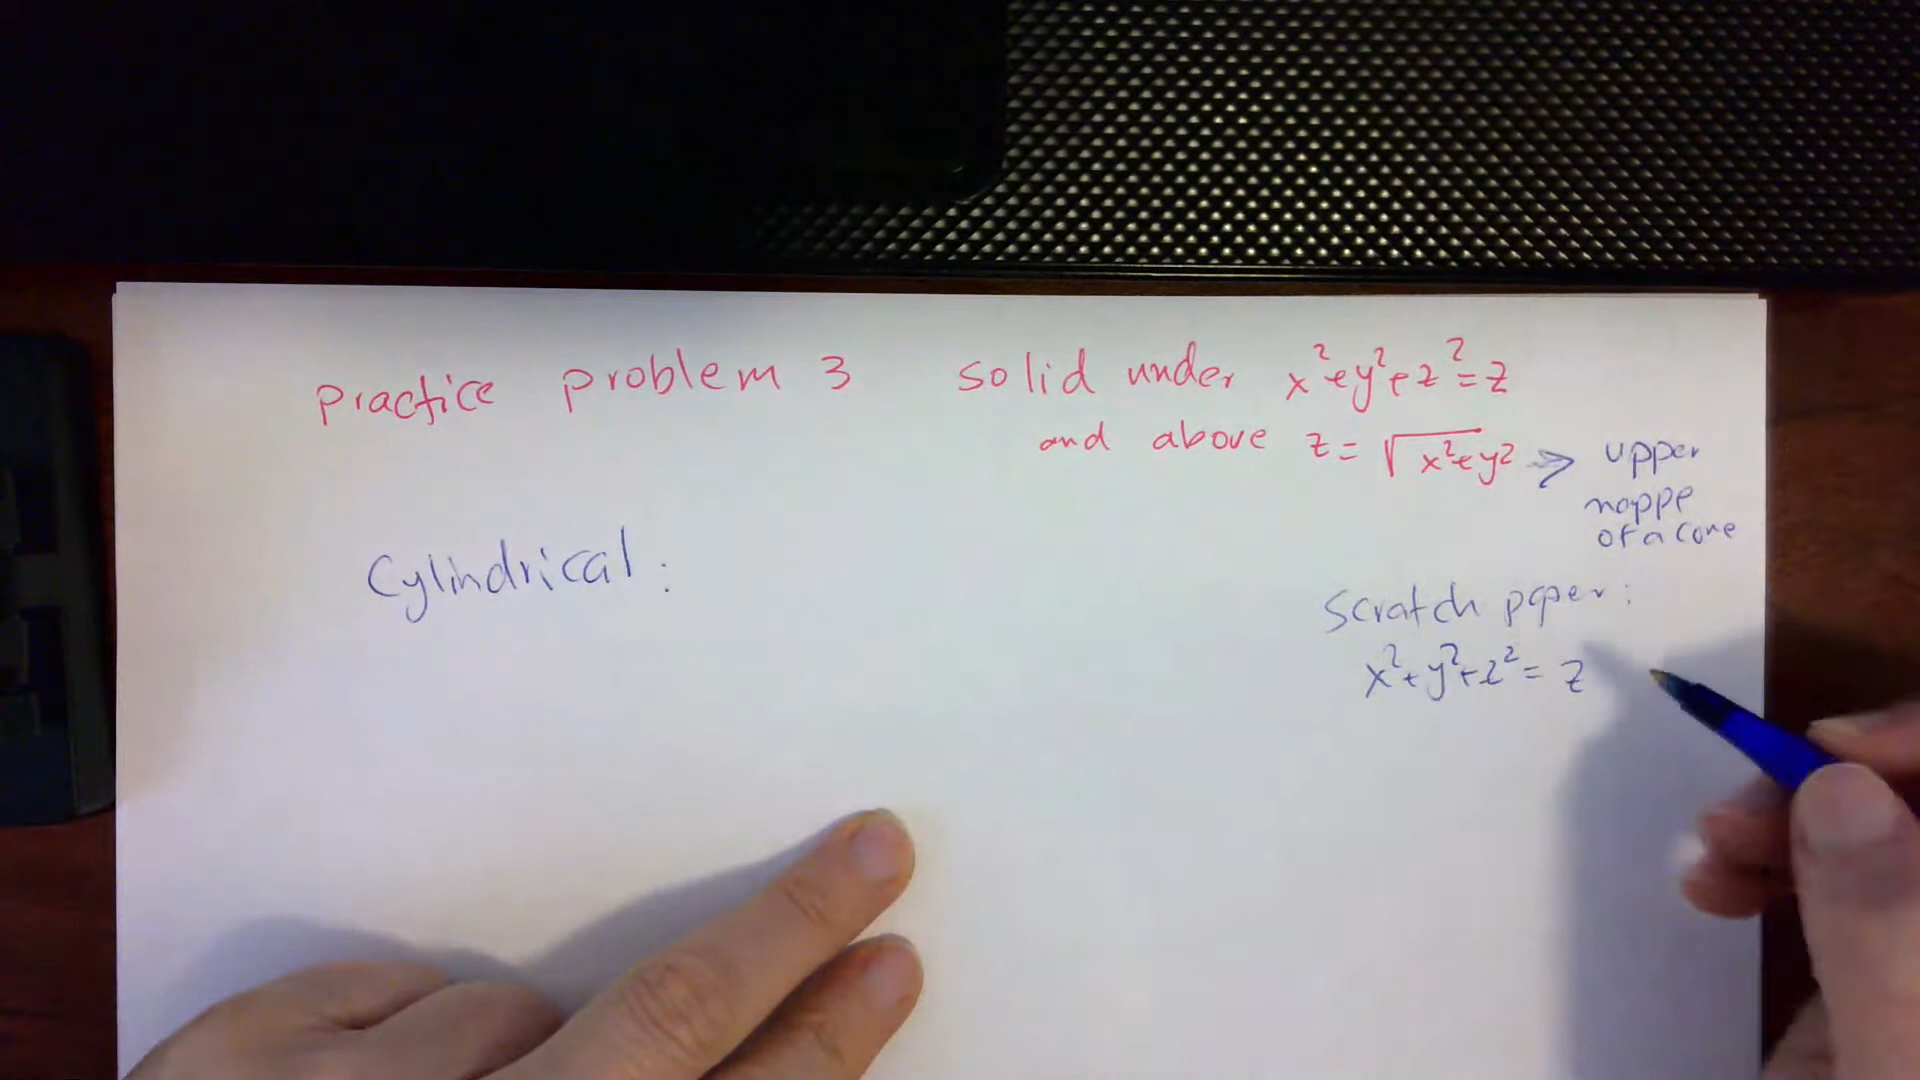 Practice problem 3 solid under x²+y²+z²=z
and above z=√x²+y² → upper
nappe
of a cone
Cylindrical:
Scratch paper:
x²+y²+z²=z